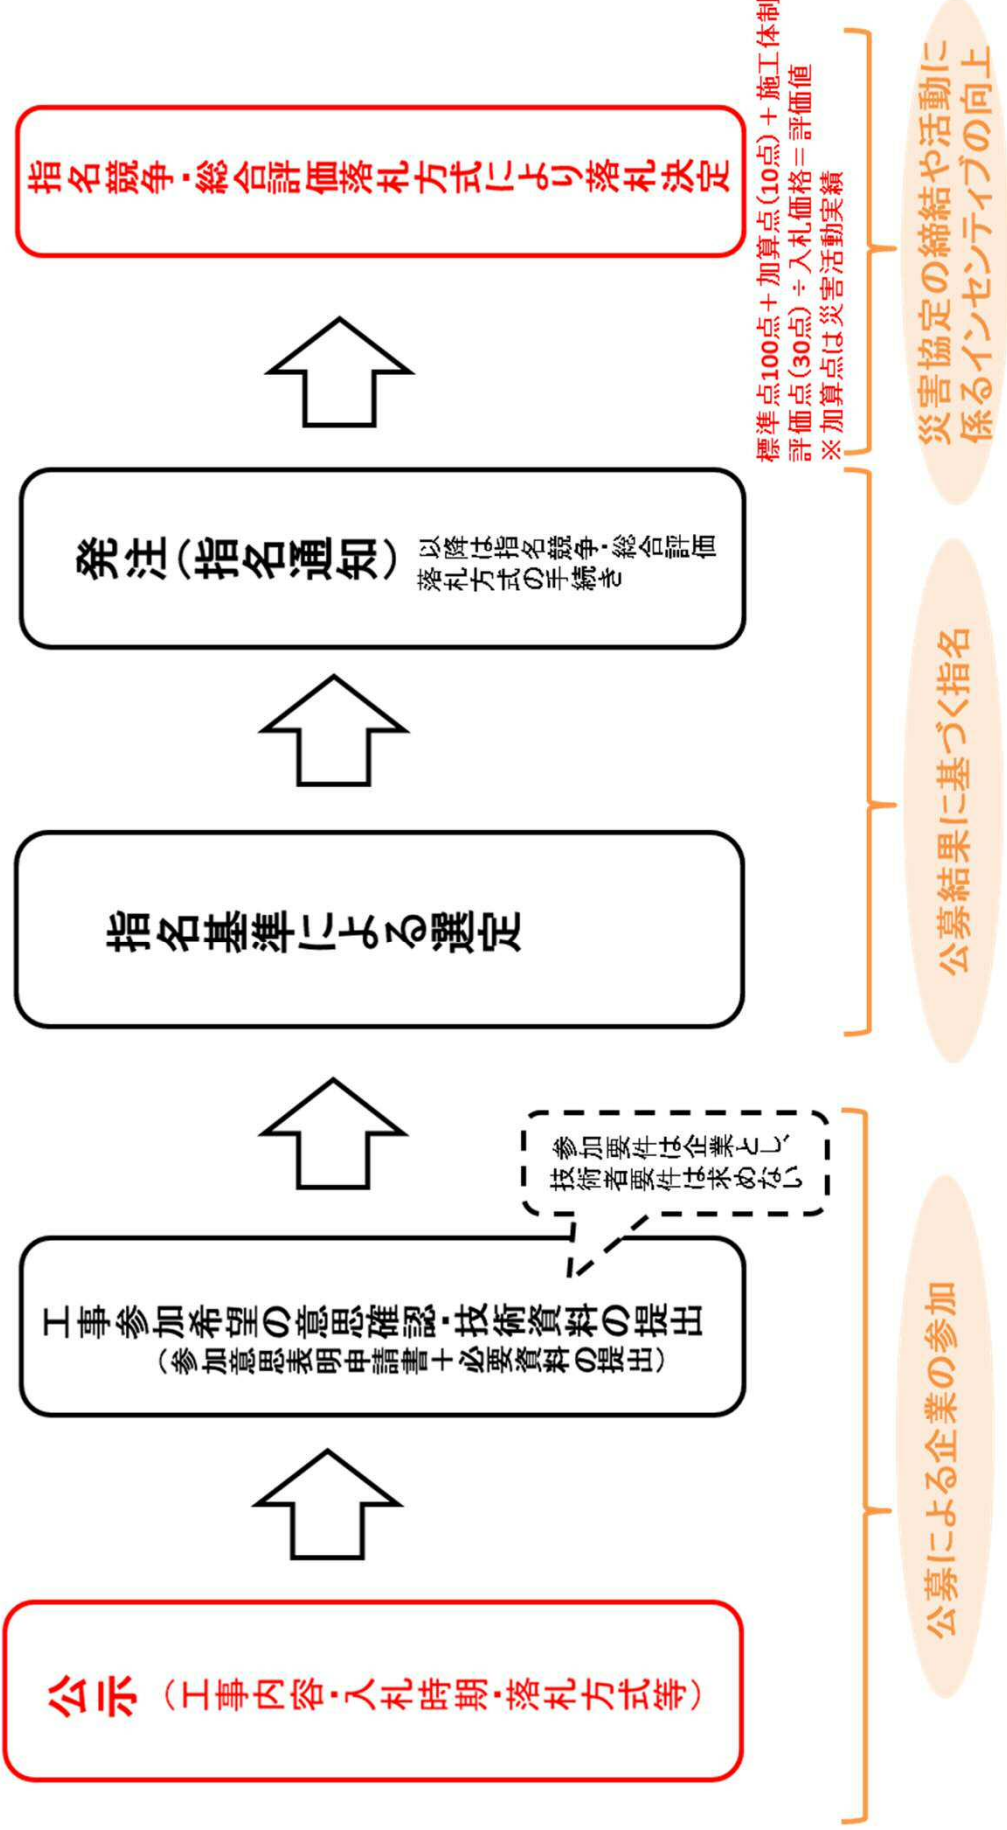 公示（工事内容・入札時期・落札方式等）
工事参加希望の意思確認・技術資料の提出
（参加意思表明申請書＋必要資料の提出）
参加要件は企業とし、
技術者要件は求めない
指名基準による選定
発注（指名通知）
以降は指名競争・総合評価
落札方式の手続き
指名競争・総合評価落札方式により落札決定
標準点100点＋加算点（10点）＋施工体制
評価点（30点）÷入札価格＝評価値
※加算点は災害活動実績
公募による企業の参加
公募結果に基づく指名
災害協定の締結や活動に
係るインセンティブの向上